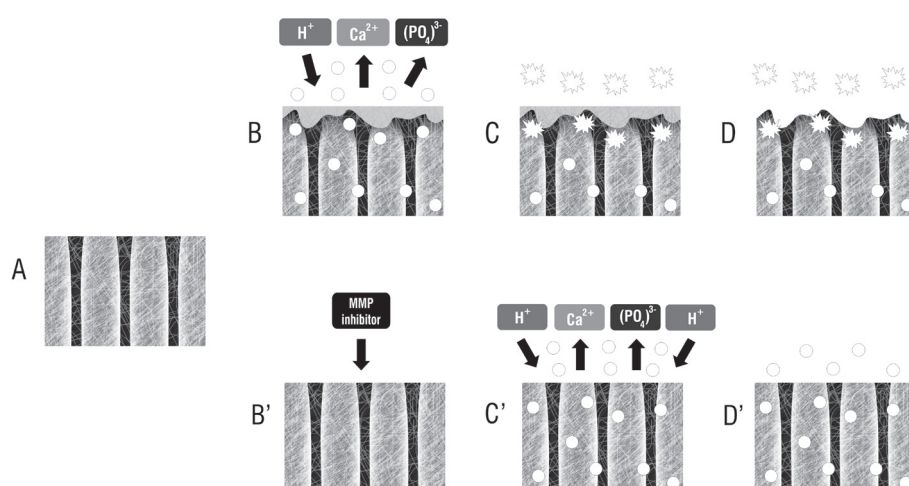 H⁺ Ca²⁺ (PO₄)³⁻
B C D
A
MMP
inhibitor
H⁺ Ca²⁺ (PO₄)³⁻ H⁺
B' C' D'